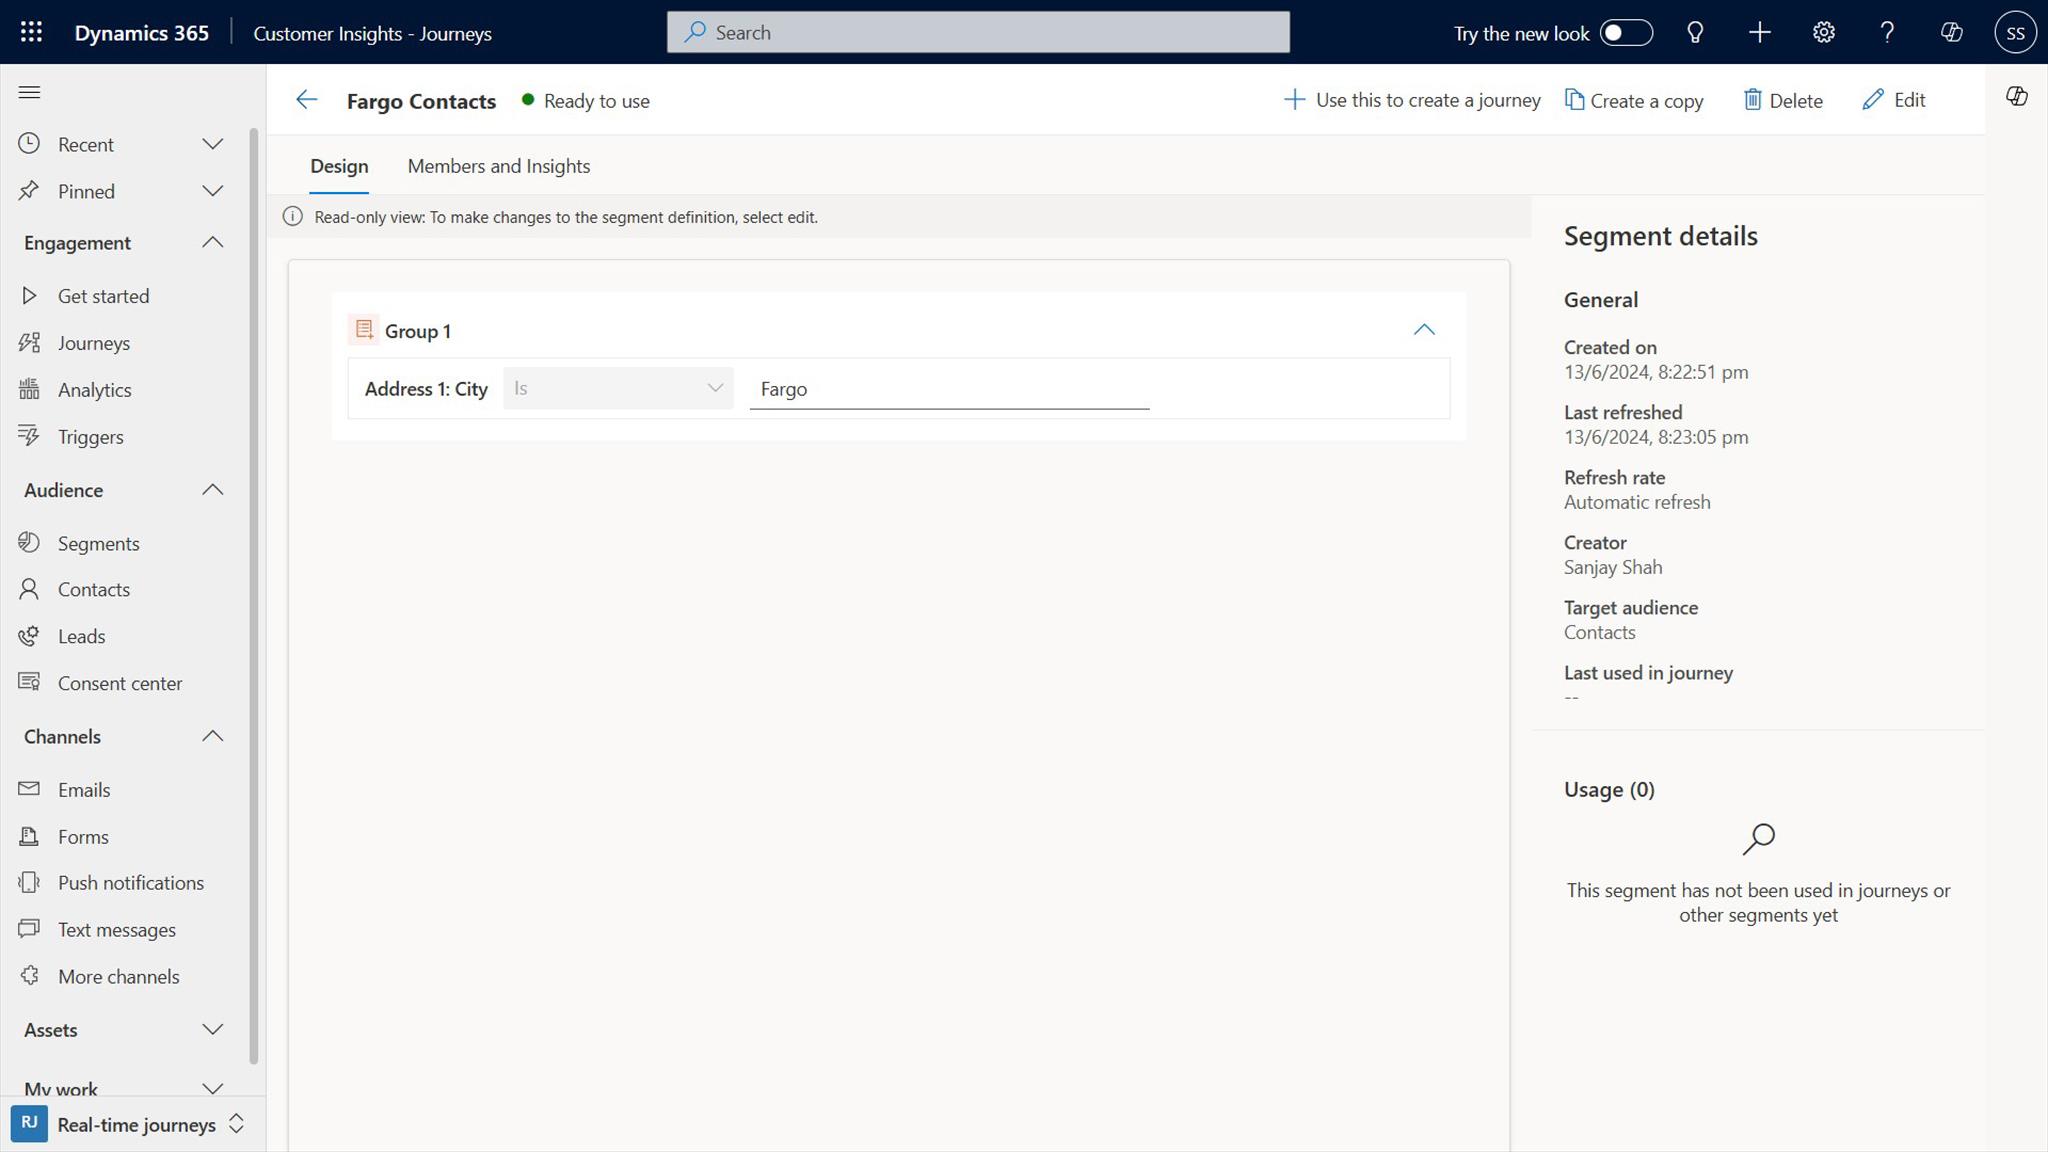 Dynamics 365
Customer Insights - Journeys
Search
Try the new look
SS
Recent
Pinned
Engagement
Get started
Journeys
Analytics
Triggers
Audience
Segments
Contacts
Leads
Consent center
Channels
Emails
Forms
Push notifications
Text messages
More channels
Assets
My work
RJ Real-time journeys
Fargo Contacts
Ready to use
Use this to create a journey
Create a copy
Delete
Edit
Design
Members and Insights
Read-only view: To make changes to the segment definition, select edit.
Group 1
Address 1: City Is Fargo
Segment details
General
Created on
13/6/2024, 8:22:51 pm
Last refreshed
13/6/2024, 8:23:05 pm
Refresh rate
Automatic refresh
Creator
Sanjay Shah
Target audience
Contacts
Last used in journey
--
Usage (0)
This segment has not been used in journeys or
other segments yet